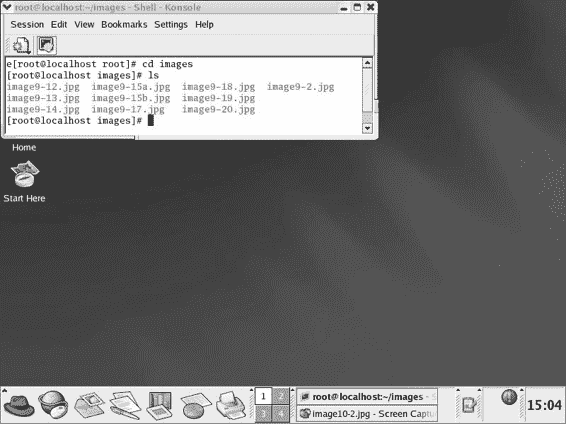 root@localhost:~/images - Shell - Konsole
Session Edit View Bookmarks Settings Help
e[root@localhost root]# cd images
[root@localhost images]# ls
image9-12.jpg image9-15a.jpg image9-18.jpg image9-2.jpg
image9-13.jpg image9-15b.jpg image9-19.jpg
image9-14.jpg image9-17.jpg image9-20.jpg
[root@localhost images]#
Home
Start Here
1 2
root@localhost:~/images - S
3 4
image10-2.jpg - Screen Captu
15:04